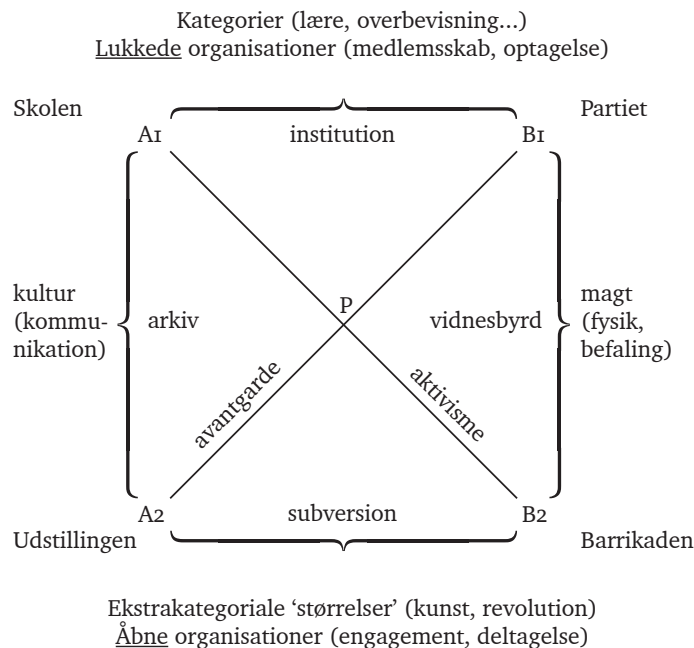 Kategorier (lære, overbevisning...)
Lukkede organisationer (medlemsskab, optagelse)
Skolen
Partiet
A1
institution
B1
kultur
(kommu-
nikation)
arkiv
P
vidnesbyrd
magt
(fysik,
befaling)
avantgarde
aktivisme
A2
subversion
B2
Udstillingen
Barrikaden
Ekstrakategoriale ‘størrelser’ (kunst, revolution)
Åbne organisationer (engagement, deltagelse)